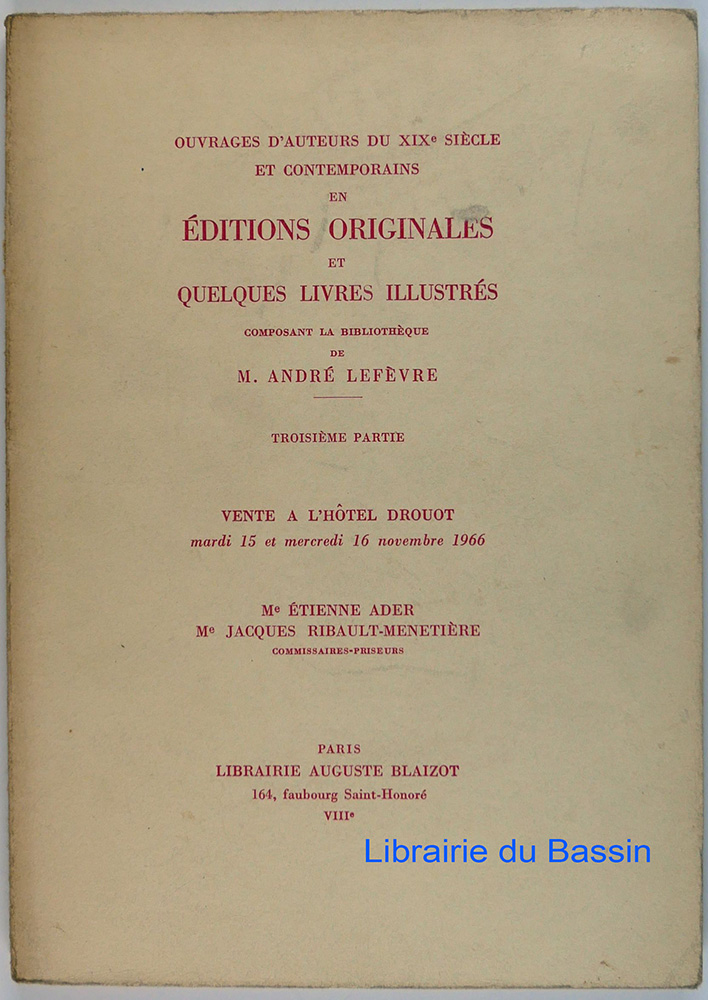 OUVRAGES D'AUTEURS DU XIXe SIÈCLE
ET CONTEMPORAINS
EN
ÉDITIONS ORIGINALES
ET
QUELQUES LIVRES ILLUSTRÉS
COMPOSANT LA BIBLIOTHÈQUE
DE
M. ANDRÉ LEFÈVRE
TROISIÈME PARTIE
VENTE A L'HÔTEL DROUOT
mardi 15 et mercredi 16 novembre 1966
Me ÉTIENNE ADER
Me JACQUES RIBAULT-MENETIÈRE
COMMISSAIRES-PRISEURS
PARIS
LIBRAIRIE AUGUSTE BLAIZOT
164, faubourg Saint-Honoré
VIIIe
Librairie du Bassin